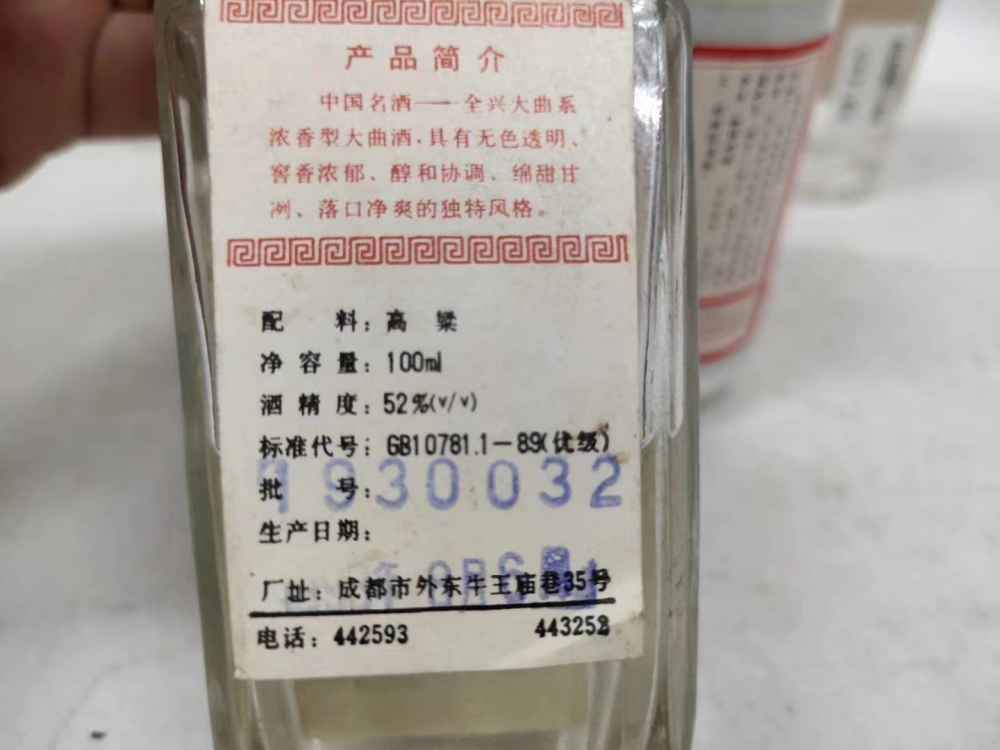 产品简介
中国名酒——全兴大曲系
浓香型大曲酒、具有无色透明、
窖香浓郁、醇和协调、绵甜甘
冽、落口净爽的独特风格。
配 料：高 粱
净容量：100ml
酒精度：52%(v/v)
标准代号：GB10781.1—89(优级)
批 号：
1930032
生产日期：
厂址：成都市外东牛王庙巷35号
电话：442593 443252